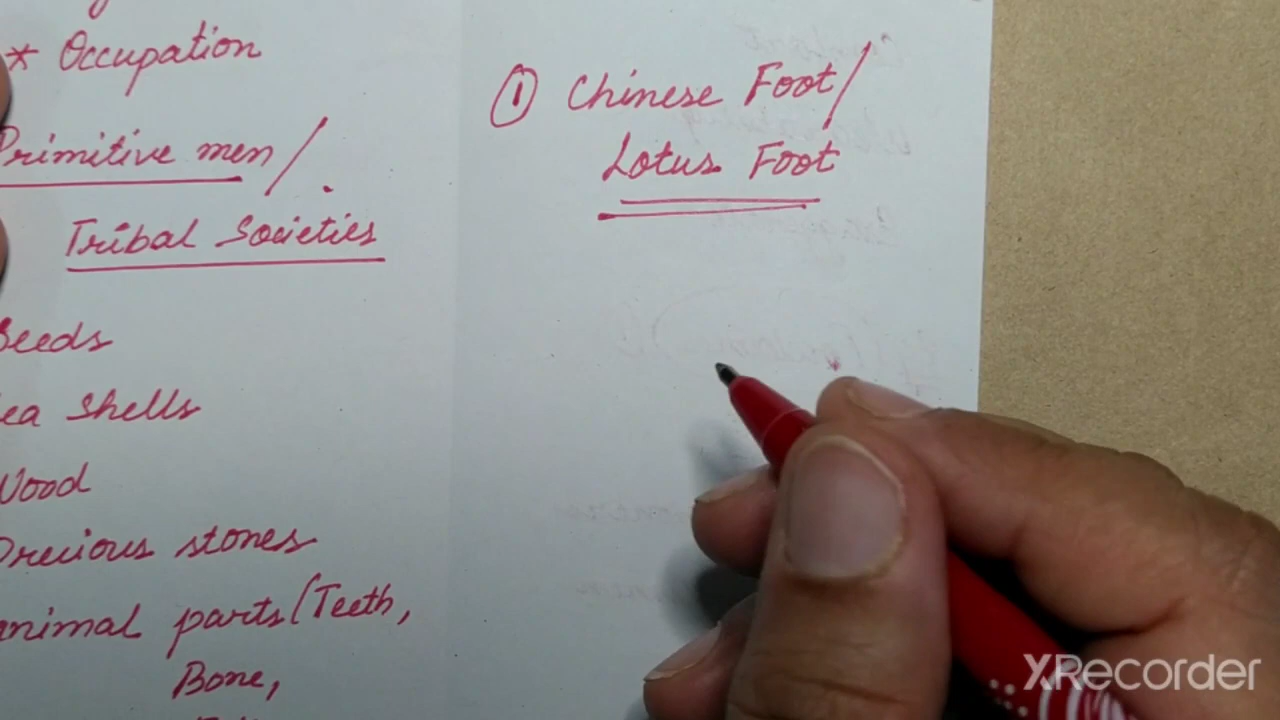 * Occupation
Primitive men /
Tribal Societies
Seeds
Sea shells
Wood
Precious stones
animal parts (Teeth,
Bone,
① Chinese Foot /
Lotus Foot
XRecorder